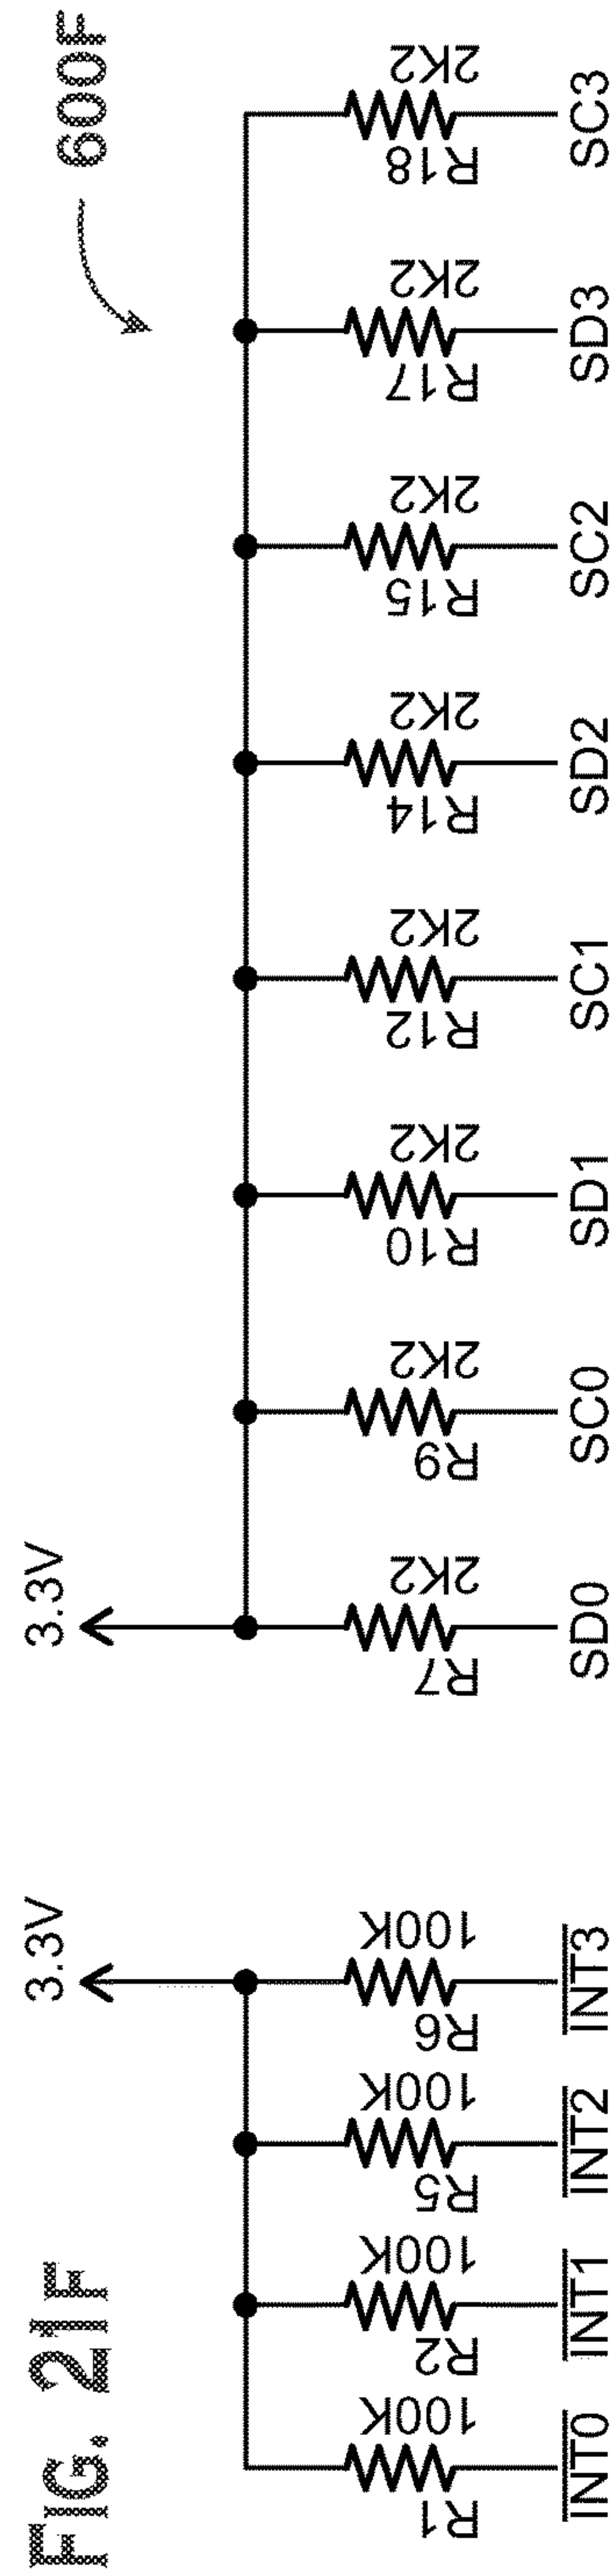 FIG. 21F
600F
3.3V
3.3V
R1 100K
R2 100K
R5 100K
R6 100K
R7 2K2
R9 2K2
R10 2K2
R12 2K2
R14 2K2
R15 2K2
R17 2K2
R18 2K2
INT0
INT1
INT2
INT3
SD0
SC0
SD1
SC1
SD2
SC2
SD3
SC3